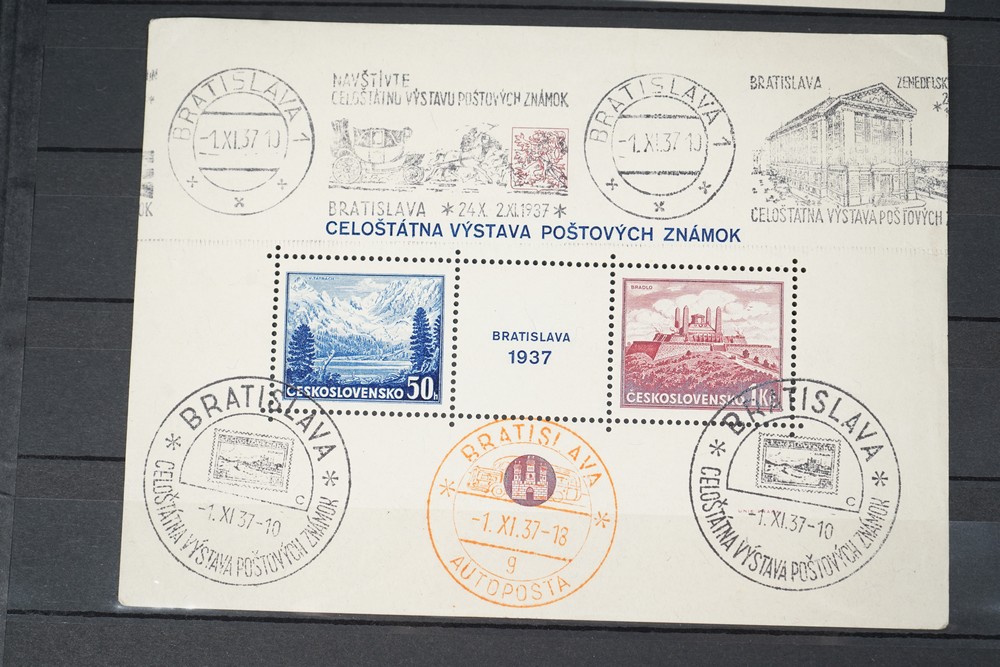 BRATISLAVA 1
-1.XI.37-10
NAVŠTÍVTE
CELOŠTÁTNU VÝSTAVU POŠTOVÝCH ZNÁMOK
BRATISLAVA *24.X. 2.XI.1937*
BRATISLAVA 1
-1.XI.37-10
BRATISLAVA
CELOŠTÁTNA VÝSTAVA POŠTOVÝCH
OK
CELOŠTÁTNA VÝSTAVA POŠTOVÝCH ZNÁMOK
V TATRÁCH
ČESKOSLOVENSKO 50h
BRATISLAVA
1937
BRADLO
ČESKOSLOVENSKO 1Kč
BRATISLAVA
C
-1.XI.37-10
CELOŠTÁTNA VÝSTAVA POŠTOVÝCH ZNÁMOK
BRATISLAVA
-1.XI.37-18
g
AUTOPOŠTA
BRATISLAVA
C
-1.XI.37-10
CELOŠTÁTNA VÝSTAVA POŠTOVÝCH ZNÁMOK